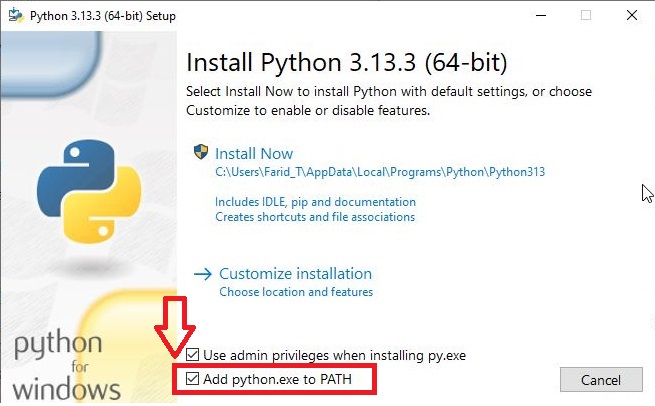 Python 3.13.3 (64-bit) Setup
Install Python 3.13.3 (64-bit)
Select Install Now to install Python with default settings, or choose
Customize to enable or disable features.
Install Now
C:\Users\Farid_T\AppData\Local\Programs\Python\Python313
Includes IDLE, pip and documentation
Creates shortcuts and file associations
Customize installation
Choose location and features
python
for
windows
Use admin privileges when installing py.exe
Add python.exe to PATH
Cancel